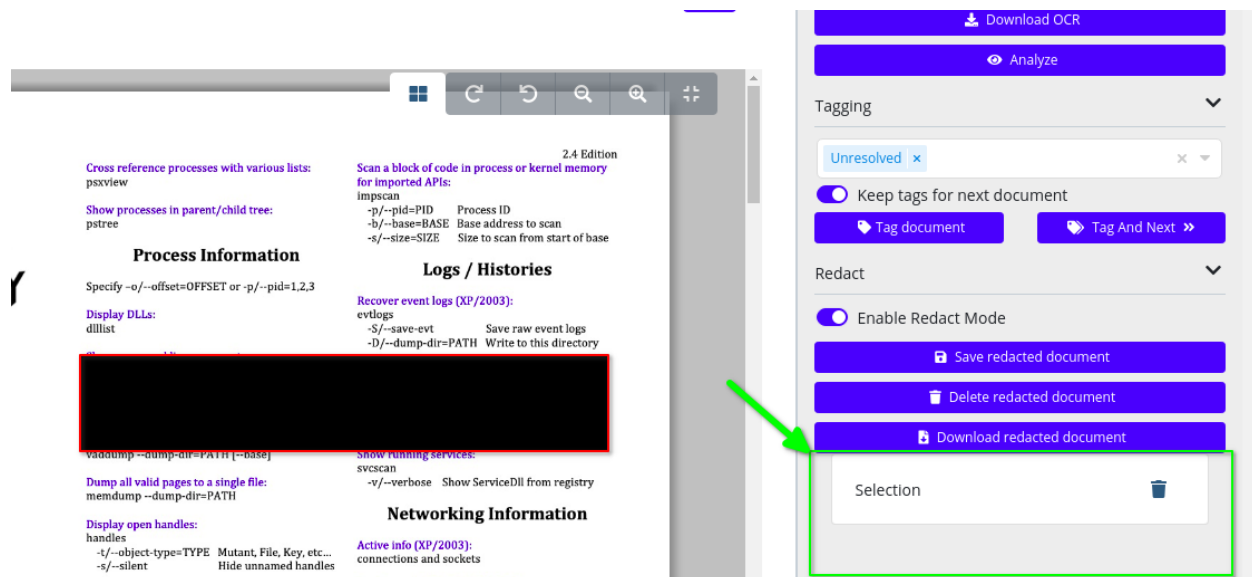 2.4 Edition
Cross reference processes with various lists:
psxview
Show processes in parent/child tree:
pstree
Process Information
Specify –o/--offset=OFFSET or -p/--pid=1,2,3
Display DLLs:
dlllist
vaddump --dump-dir=PATH [--base]
Dump all valid pages to a single file:
memdump --dump-dir=PATH
Display open handles:
handles
-t/--object-type=TYPE Mutant, File, Key, etc...
-s/--silent Hide unnamed handles
Scan a block of code in process or kernel memory
for imported APIs:
impscan
-p/--pid=PID Process ID
-b/--base=BASE Base address to scan
-s/--size=SIZE Size to scan from start of base
Logs / Histories
Recover event logs (XP/2003):
evtlogs
-S/--save-evt Save raw event logs
-D/--dump-dir=PATH Write to this directory
Show running services:
svcscan
-v/--verbose Show ServiceDll from registry
Networking Information
Active info (XP/2003):
connections and sockets
Download OCR
Analyze
Tagging
Unresolved ×
Keep tags for next document
Tag document
Tag And Next
Redact
Enable Redact Mode
Save redacted document
Delete redacted document
Download redacted document
Selection